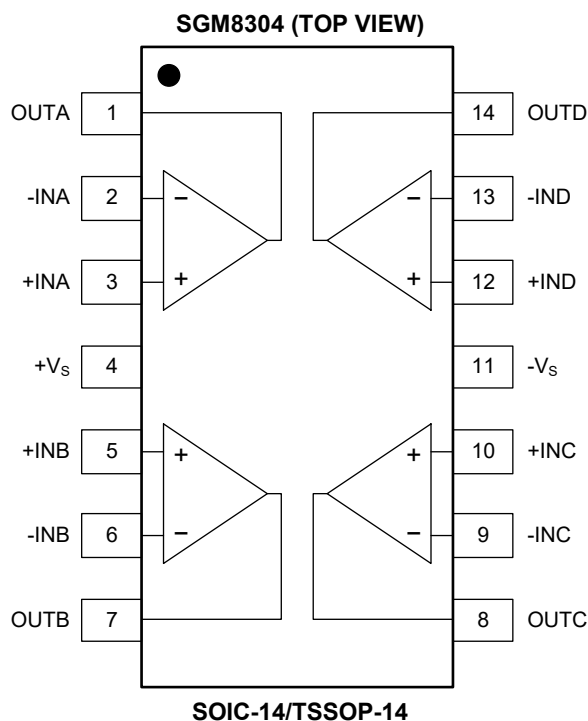 SGM8304 (TOP VIEW)
OUTA 1 14 OUTD
-INA 2 − − 13 -IND
+INA 3 + + 12 +IND
+VS 4 11 -VS
+INB 5 + + 10 +INC
-INB 6 − − 9 -INC
OUTB 7 8 OUTC
SOIC-14/TSSOP-14